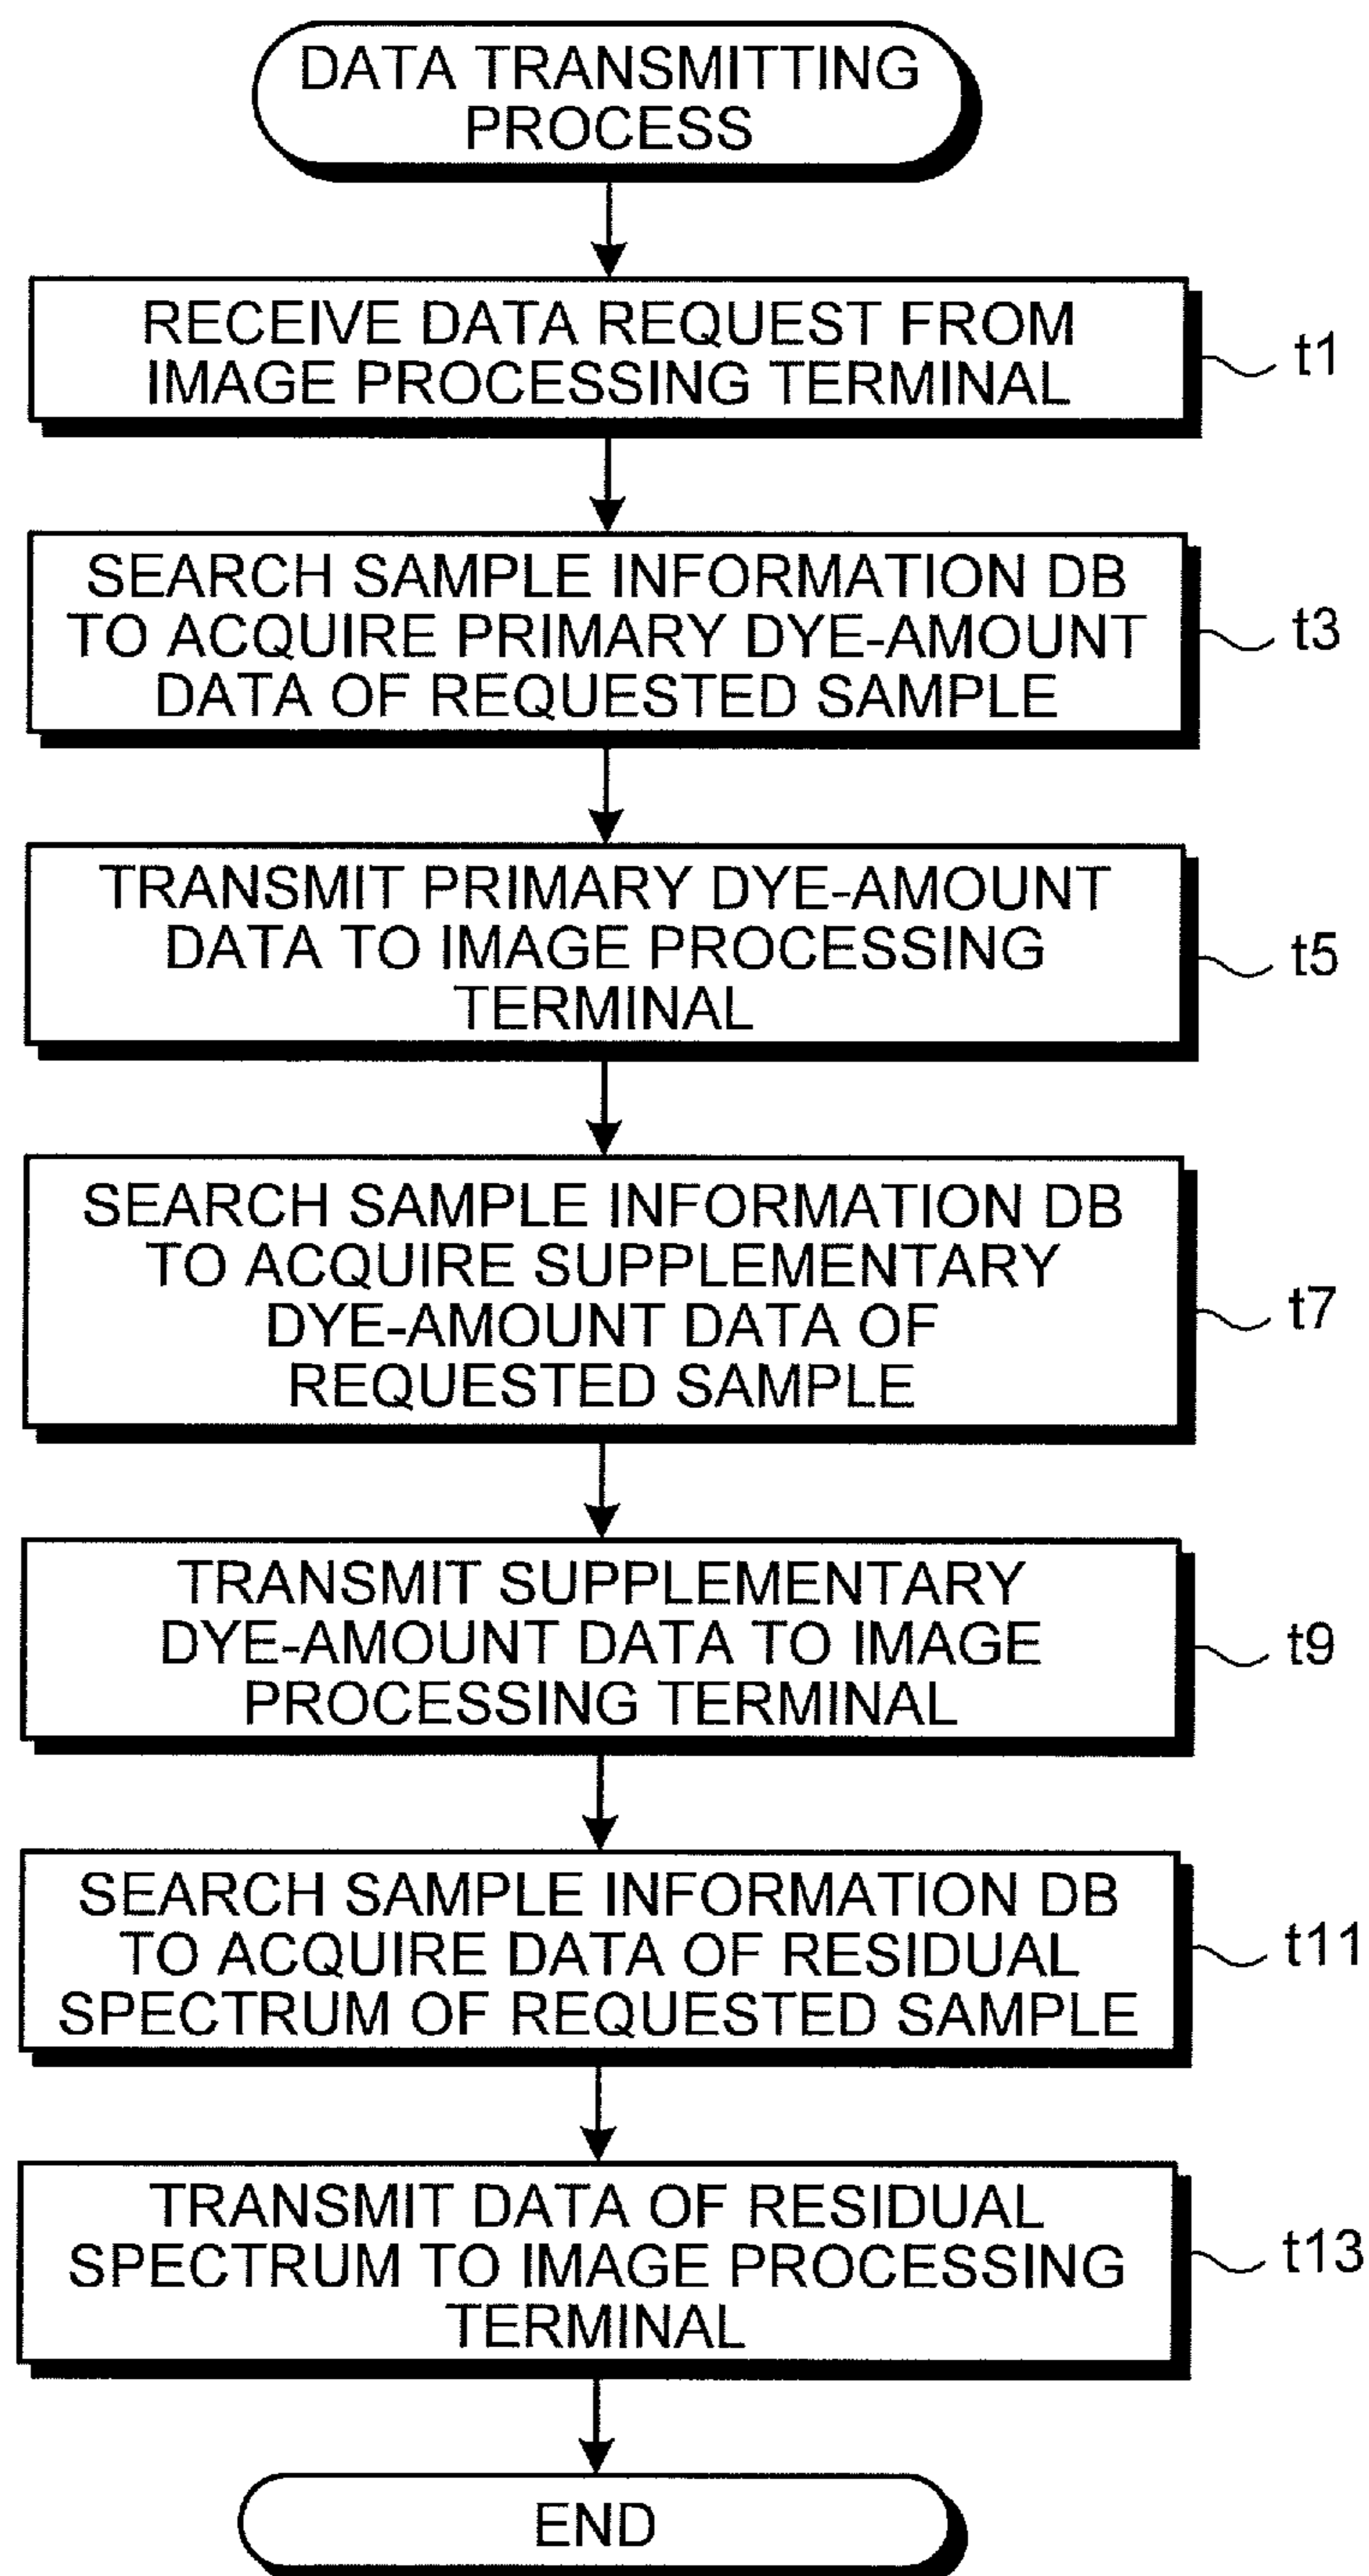 DATA TRANSMITTING
PROCESS
RECEIVE DATA REQUEST FROM
IMAGE PROCESSING TERMINAL
t1
SEARCH SAMPLE INFORMATION DB
TO ACQUIRE PRIMARY DYE-AMOUNT
DATA OF REQUESTED SAMPLE
t3
TRANSMIT PRIMARY DYE-AMOUNT
DATA TO IMAGE PROCESSING
TERMINAL
t5
SEARCH SAMPLE INFORMATION DB
TO ACQUIRE SUPPLEMENTARY
DYE-AMOUNT DATA OF
REQUESTED SAMPLE
t7
TRANSMIT SUPPLEMENTARY
DYE-AMOUNT DATA TO IMAGE
PROCESSING TERMINAL
t9
SEARCH SAMPLE INFORMATION DB
TO ACQUIRE DATA OF RESIDUAL
SPECTRUM OF REQUESTED SAMPLE
t11
TRANSMIT DATA OF RESIDUAL
SPECTRUM TO IMAGE PROCESSING
TERMINAL
t13
END